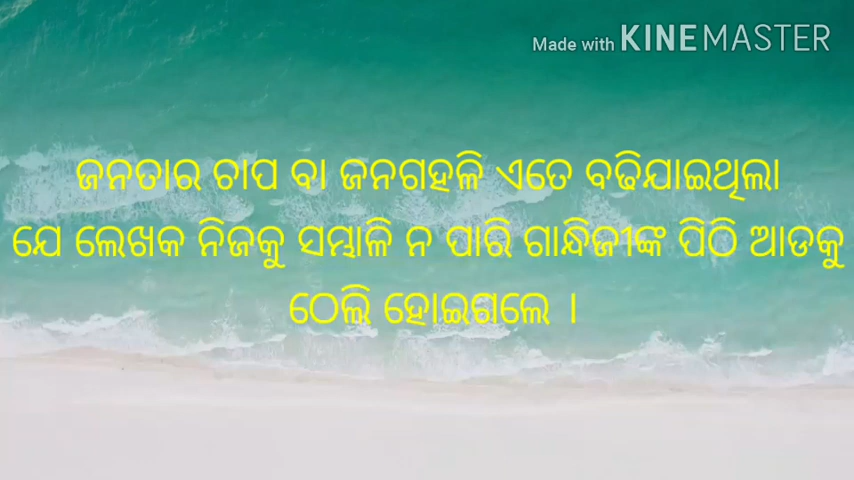 Made with KINEMASTER
ଜନତାର ଚାପ ବା ଜନଗହଳି ଏତେ ବଢିଯାଇଥିଲା
ଯେ ଲେଖକ ନିଜକୁ ସମ୍ଭାଳି ନ ପାରି ଗାନ୍ଧିଜୀଙ୍କ ପିଠି ଆଡକୁ
ଠେଲି ହୋଇଗଲେ ।